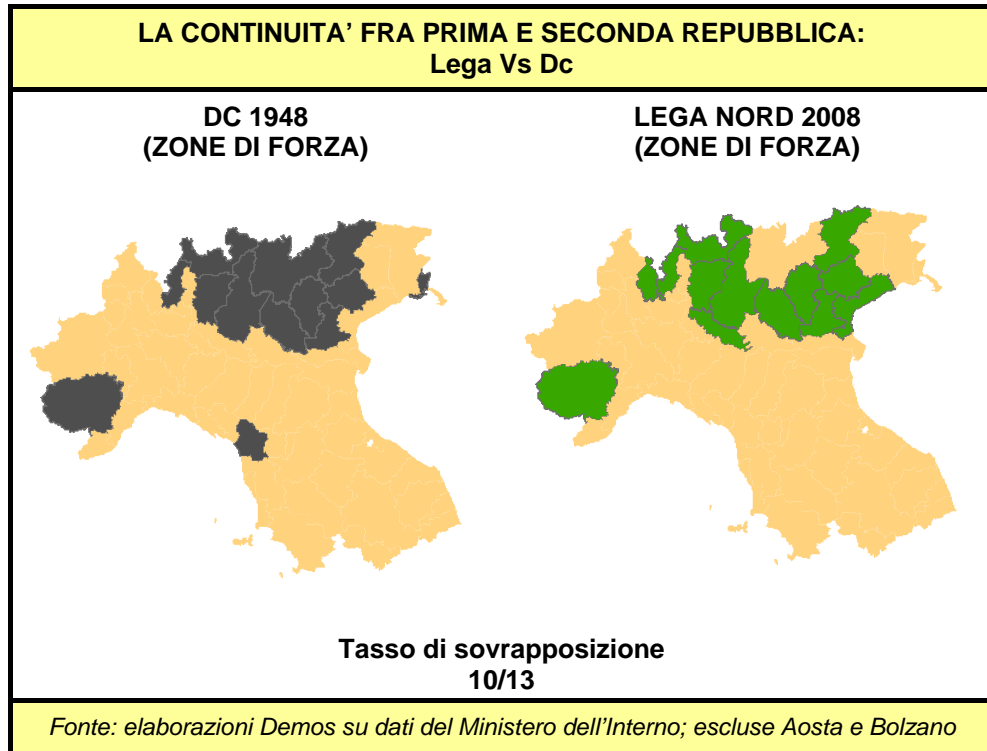 LA CONTINUITA’ FRA PRIMA E SECONDA REPUBBLICA:
Lega Vs Dc
DC 1948
(ZONE DI FORZA)
LEGA NORD 2008
(ZONE DI FORZA)
Tasso di sovrapposizione
10/13
Fonte: elaborazioni Demos su dati del Ministero dell’Interno; escluse Aosta e Bolzano